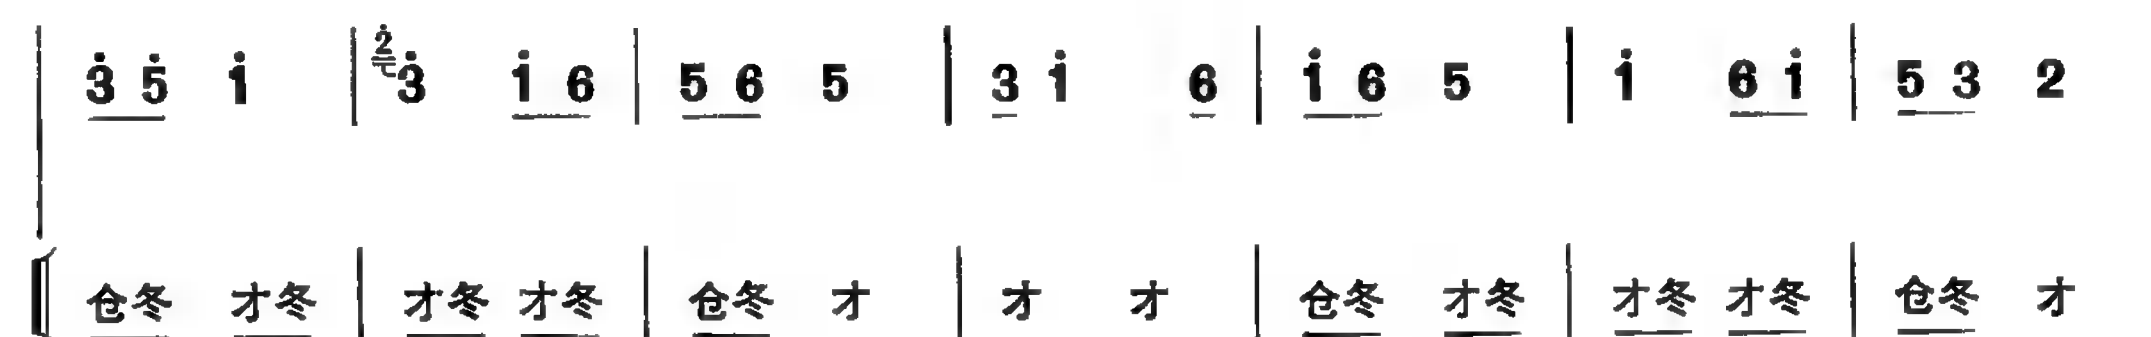 | 3̇ 5̇ 1̇ | 2̇ 3̇ 1̇ 6 | 5 6 5 | 3 1̇ 6 | 1̇ 6 5 | 1̇ 6 1̇ | 5 3 2
仓冬 才冬 | 才冬 才冬 | 仓冬 才 | 才 才 | 仓冬 才冬 | 才冬 才冬 | 仓冬 才